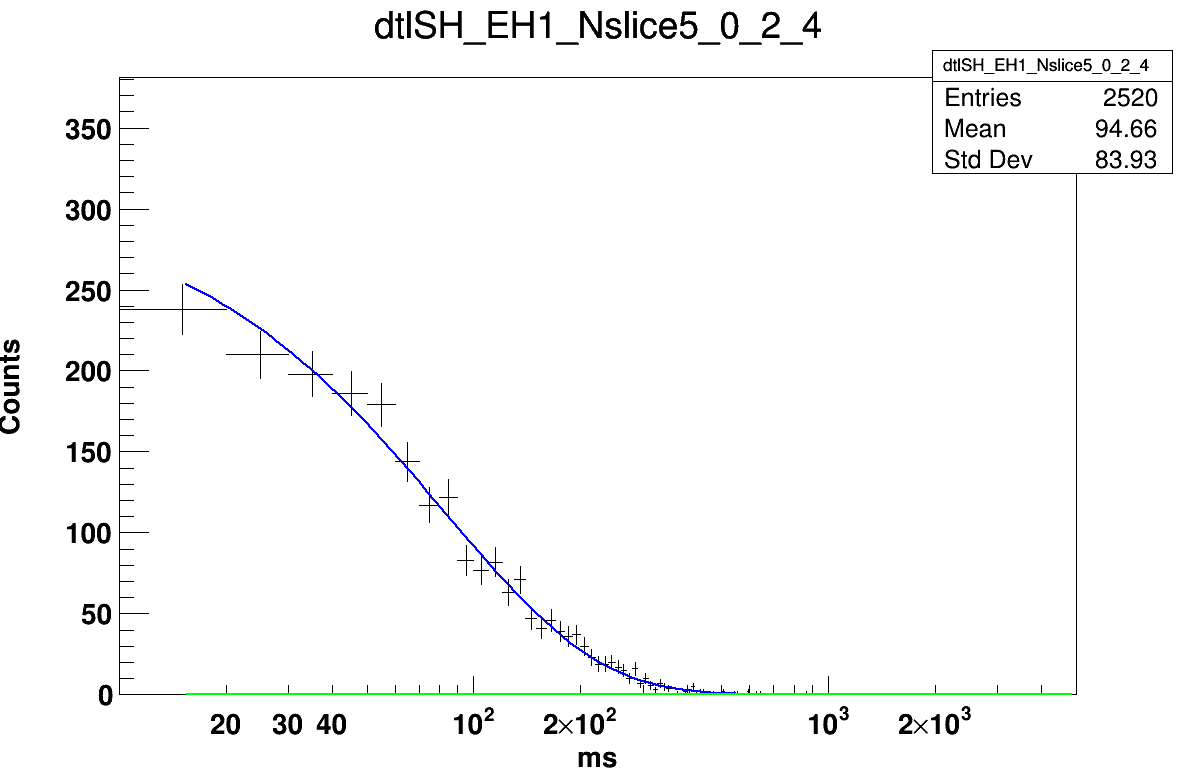 dtlSH_EH1_Nslice5_0_2_4
dtlSH_EH1_Nslice5_0_2_4
Entries 2520
Mean 94.66
Std Dev 83.93
350
300
250
200
150
100
50
0
Counts
20 30 40 10² 2×10² 10³ 2×10³
ms